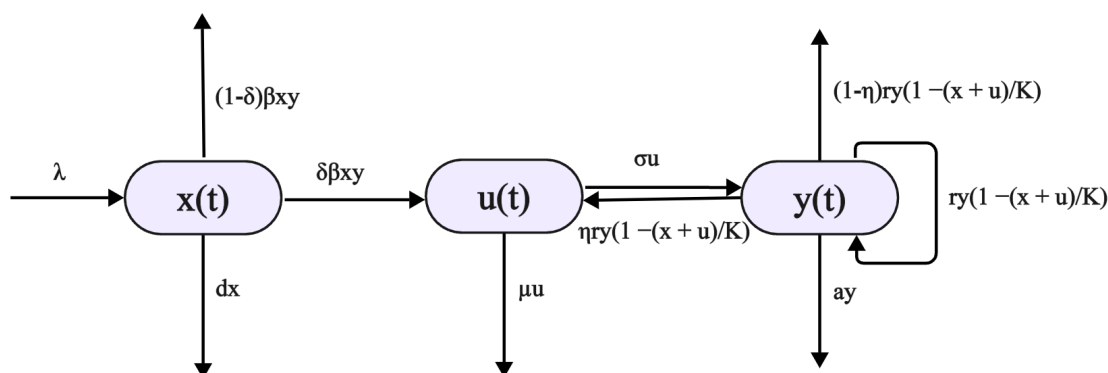 (1-δ)βxy
(1-η)ry(1 −(x + u)/K)
λ
x(t)
δβxy
u(t)
σu
ηry(1 −(x + u)/K)
y(t)
ry(1 −(x + u)/K)
dx
μu
ay